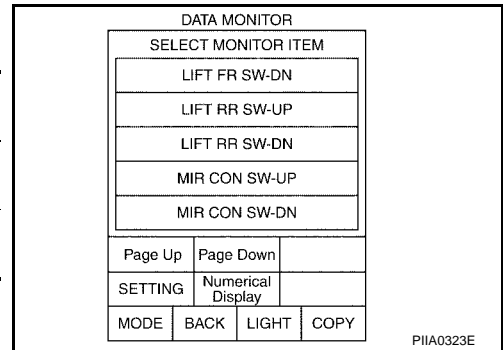 DATA MONITOR
SELECT MONITOR ITEM
LIFT FR SW-DN
LIFT RR SW-UP
LIFT RR SW-DN
MIR CON SW-UP
MIR CON SW-DN
Page Up Page Down
SETTING Numerical Display
MODE BACK LIGHT COPY
PIIA0323E